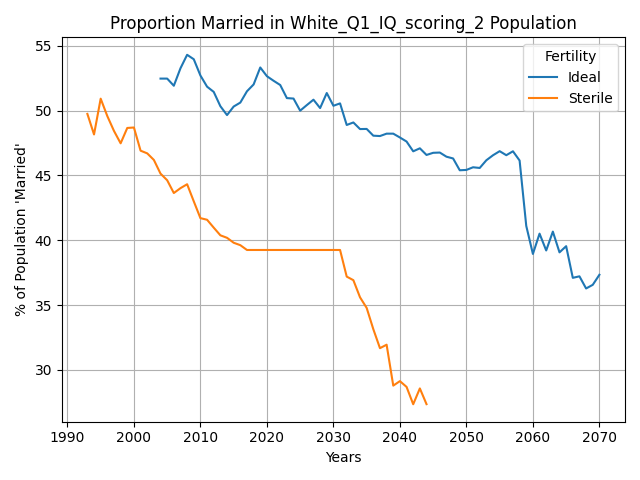 Proportion Married in White_Q1_IQ_scoring_2 Population
% of Population 'Married'
55
50
45
40
35
30
Fertility
Ideal
Sterile
1990 2000 2010 2020 2030 2040 2050 2060 2070
Years